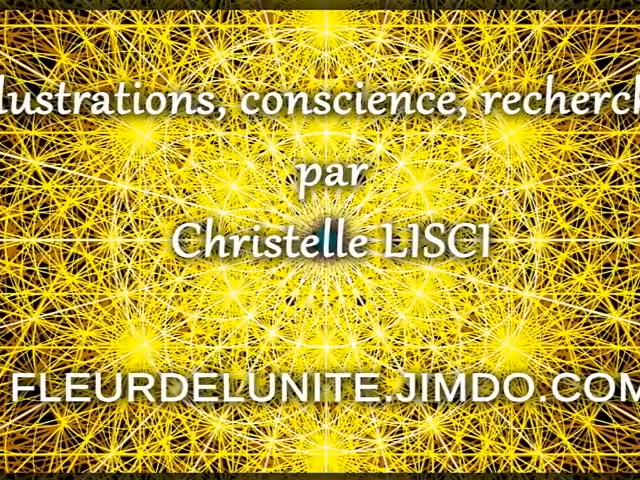 llustrations, conscience, recherch
par
Christelle LISCI
FLEURDELUNITE.JIMDO.COM